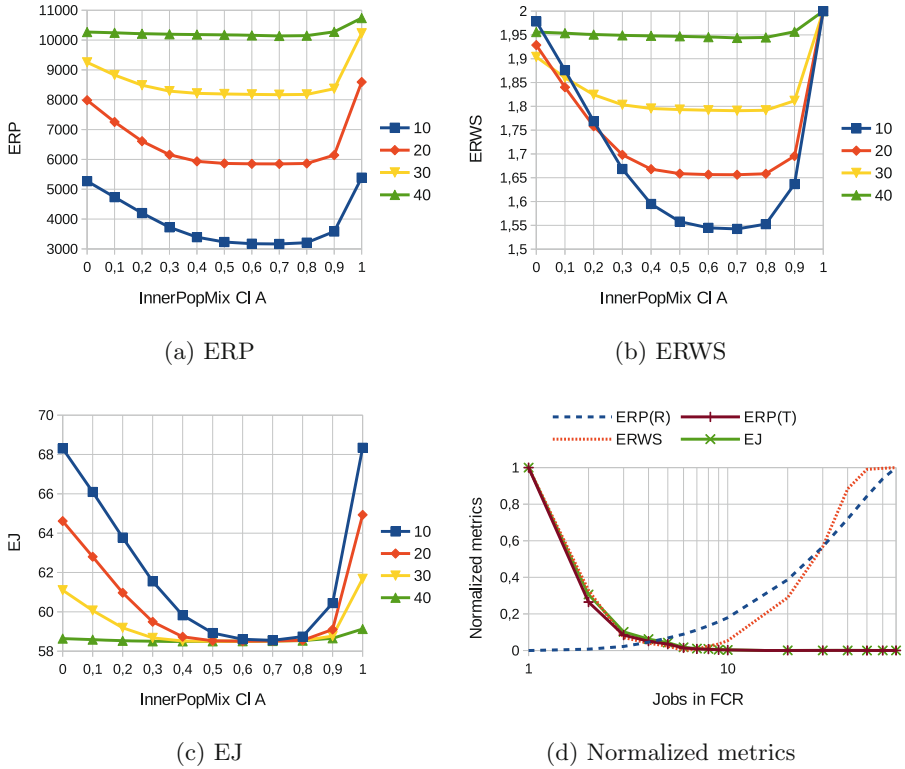 11000
10000
9000
8000
7000
6000
5000
4000
3000
ERP
0 0,1 0,2 0,3 0,4 0,5 0,6 0,7 0,8 0,9 1
InnerPopMix Cl A
10
20
30
40
(a) ERP
2
1,95
1,9
1,85
1,8
1,75
1,7
1,65
1,6
1,55
1,5
ERWS
0 0,1 0,2 0,3 0,4 0,5 0,6 0,7 0,8 0,9 1
InnerPopMix Cl A
10
20
30
40
(b) ERWS
70
68
66
64
62
60
58
EJ
0 0,1 0,2 0,3 0,4 0,5 0,6 0,7 0,8 0,9 1
InnerPopMix Cl A
10
20
30
40
(c) EJ
ERP(R) ERP(T)
ERWS EJ
1
0,8
0,6
0,4
0,2
0
Normalized metrics
1 10
Jobs in FCR
(d) Normalized metrics